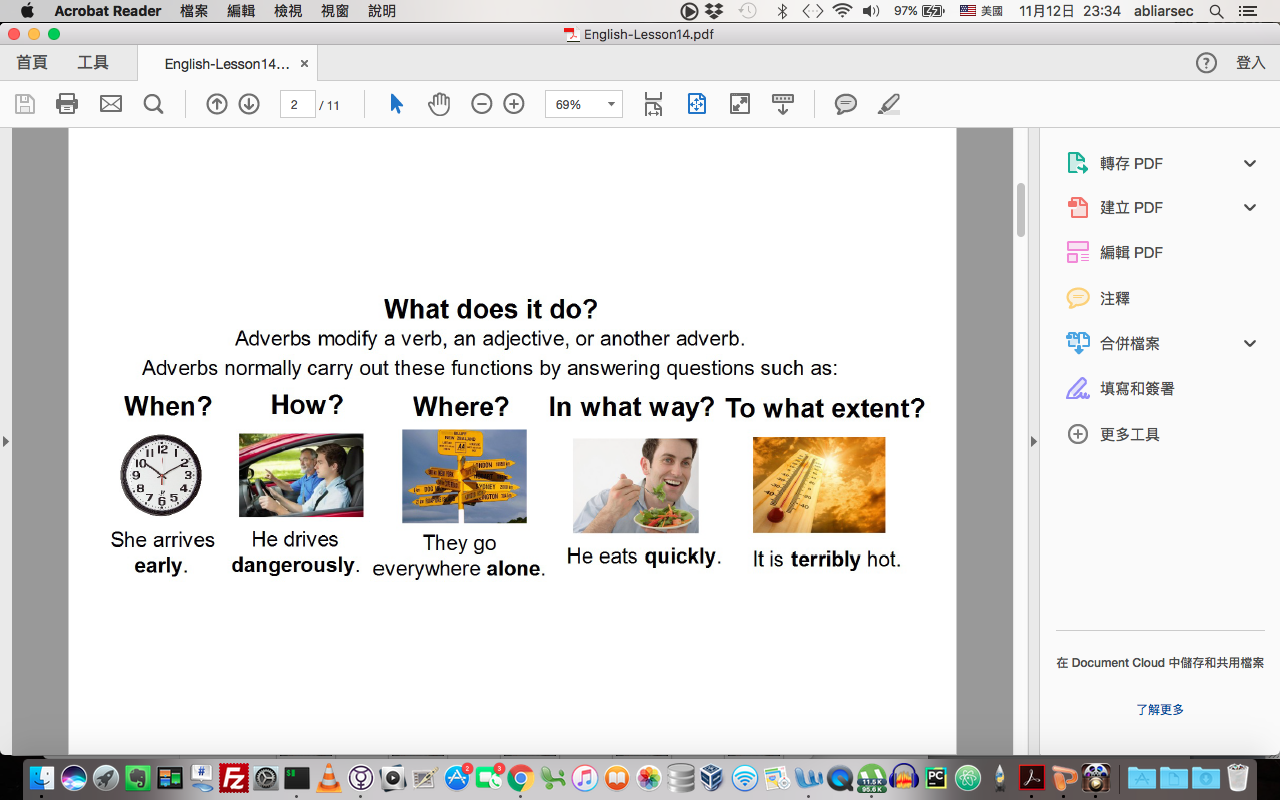 Acrobat Reader 檔案 編輯 檢視 視窗 說明 97% 美國 11月12日 23:34 abliarsec
English-Lesson14.pdf
首頁 工具 English-Lesson14... × ? 登入
2 / 11 69%
What does it do?
Adverbs modify a verb, an adjective, or another adverb.
Adverbs normally carry out these functions by answering questions such as:
When? How? Where? In what way? To what extent?
She arrives
early.
He drives
dangerously.
They go
everywhere alone.
He eats quickly.
It is terribly hot.
轉存 PDF
建立 PDF
編輯 PDF
注釋
合併檔案
填寫和簽署
更多工具
在 Document Cloud 中儲存和共用檔案
了解更多